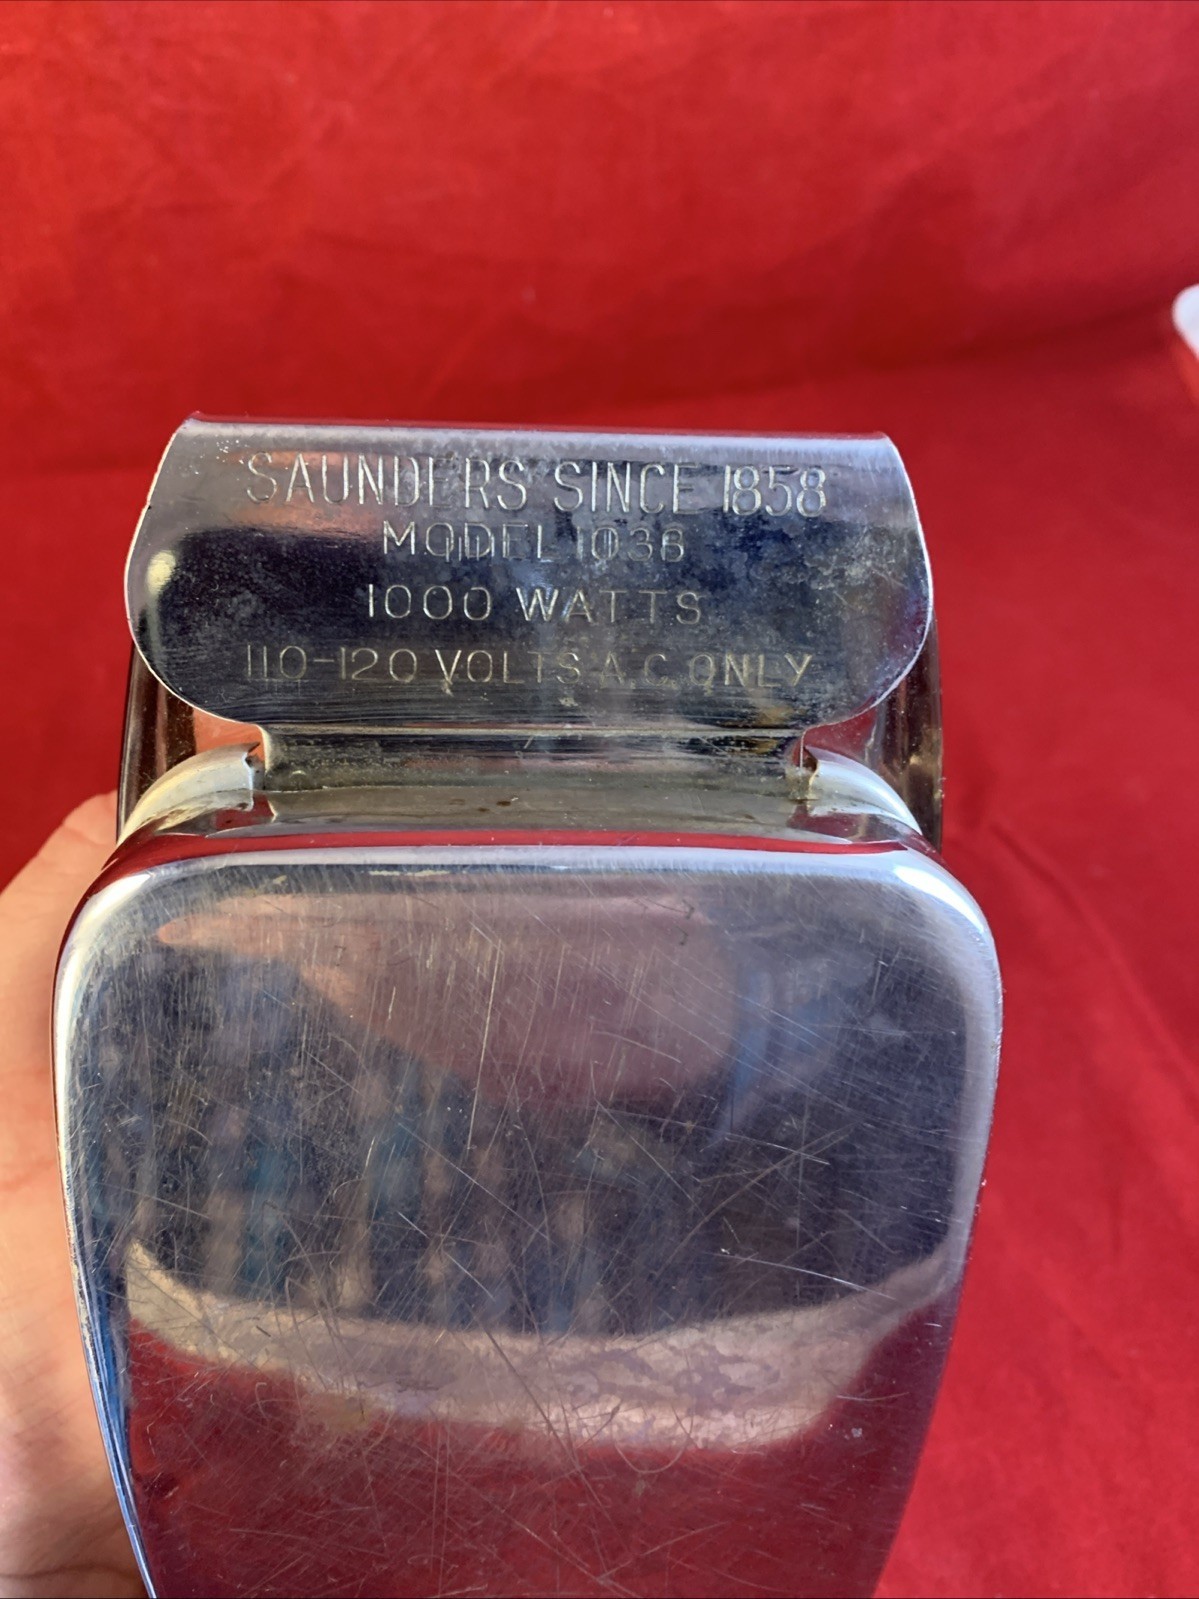 SAUNDERS SINCE 1858
MODEL 1036
1000 WATTS
110-120 VOLTS A.C. ONLY